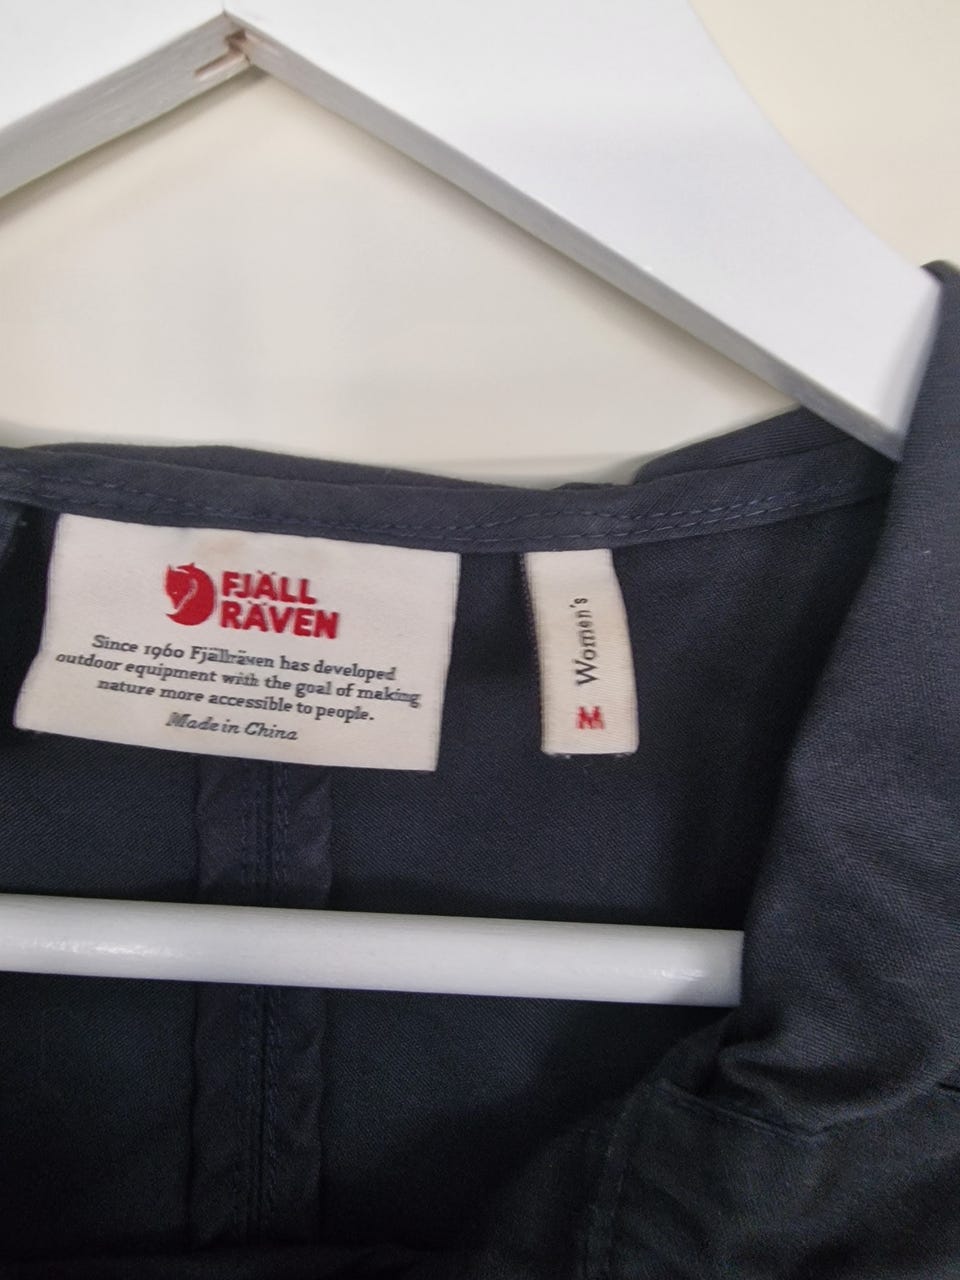 FJÄLL
RÄVEN
Since 1960 Fjällräven has developed
outdoor equipment with the goal of making
nature more accessible to people.
Made in China
Women's
M